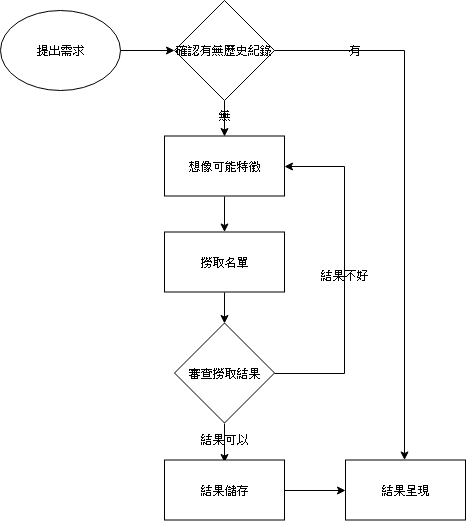 提出需求
確認有無歷史紀錄
有
無
想像可能特徵
撈取名單
結果不好
審查撈取結果
結果可以
結果儲存
結果呈現